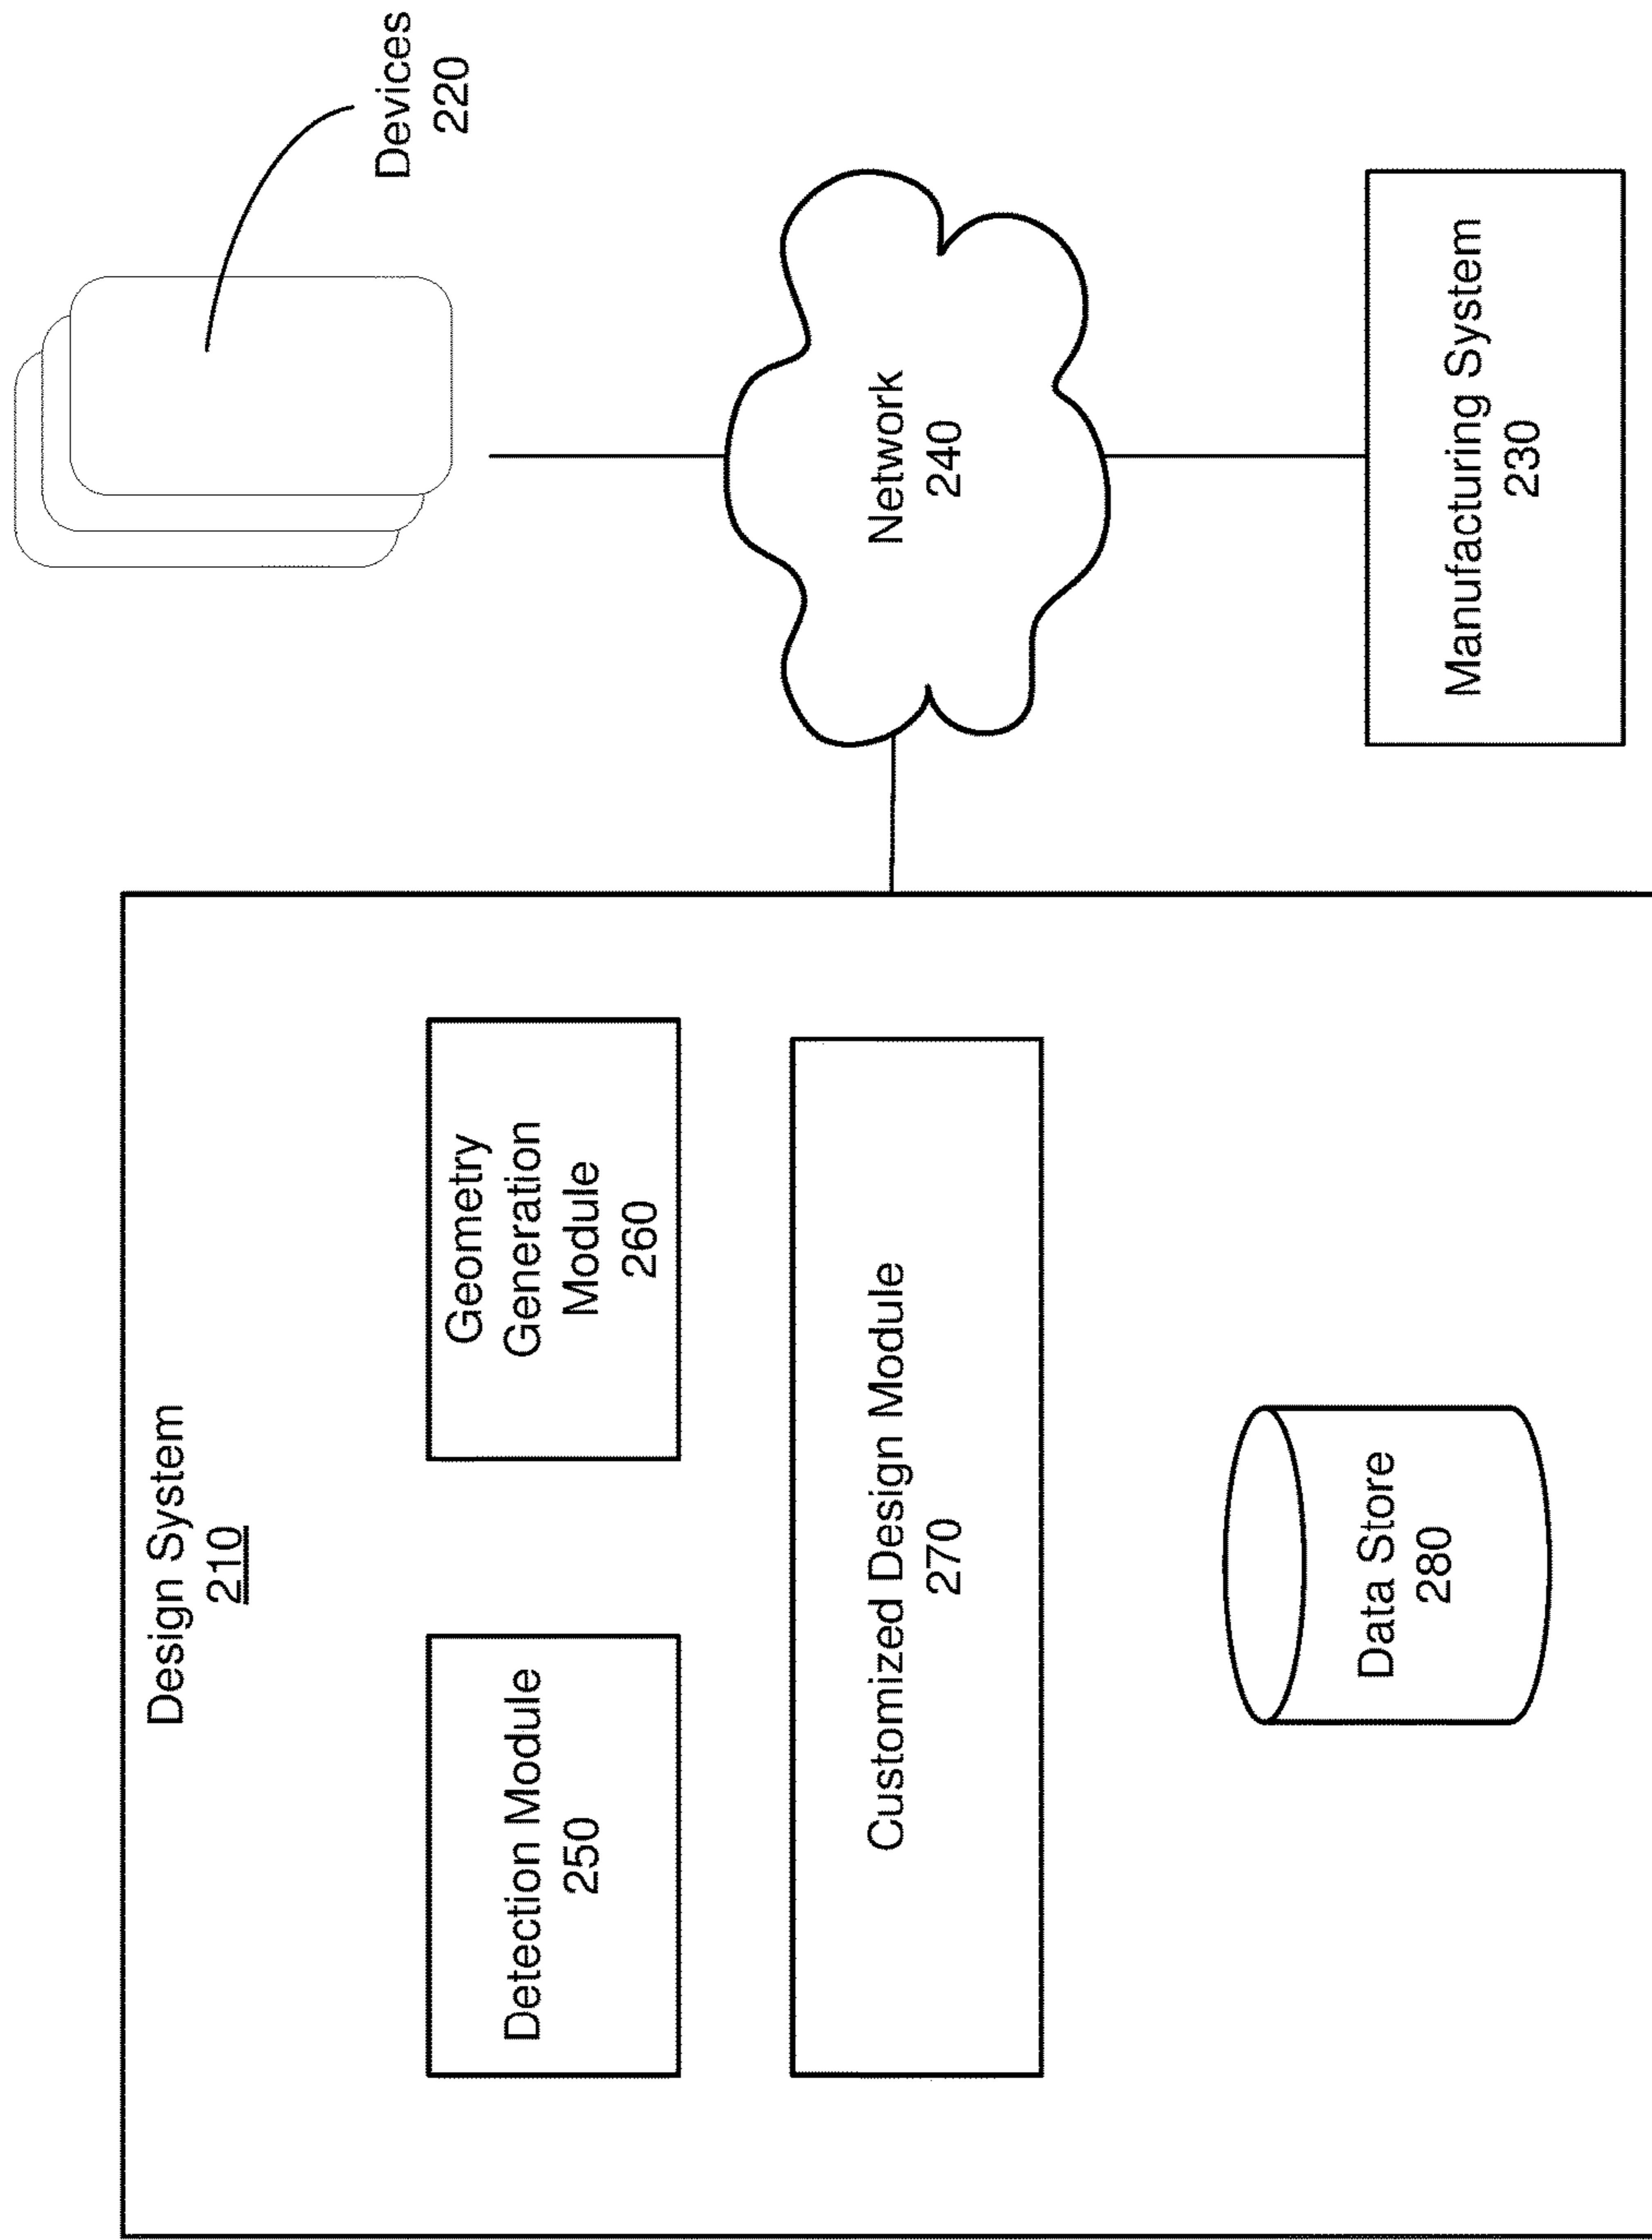 Design System
210
Detection Module
250
Geometry
Generation
Module
260
Customized Design Module
270
Data Store
280
Devices
220
Network
240
Manufacturing System
230